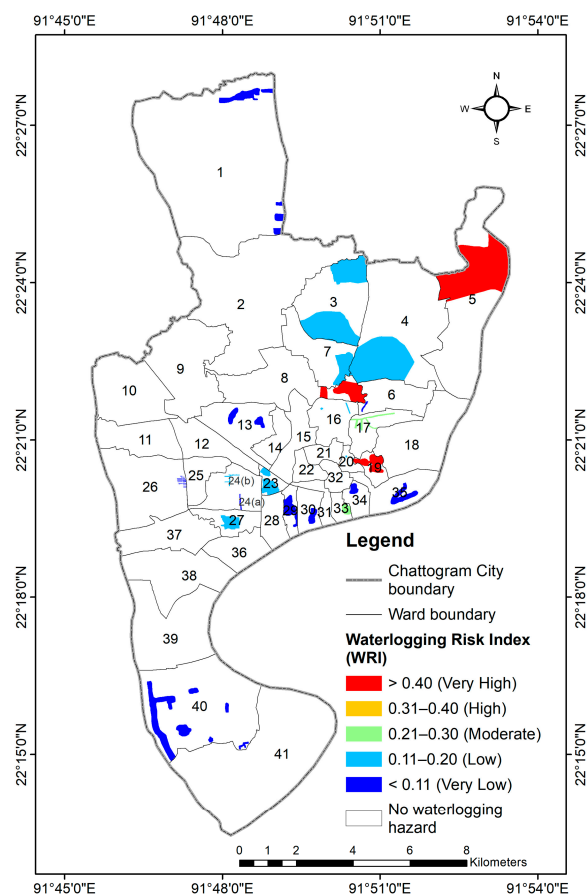 91°45'0"E 91°48'0"E 91°51'0"E 91°54'0"E
22°27'0"N 22°27'0"N
N
W E
S
1
22°24'0"N 22°24'0"N
2 3 4 5
7
9 8 6
10
13 16 17
22°21'0"N 22°21'0"N
11 12 14 15 18
21 20 19
26 25 24(b) 23 22 32 35
24(a) 34
37 27 28 29 30 31 33
36
38
22°18'0"N 22°18'0"N
39
40
41
22°15'0"N 22°15'0"N
Legend
Chattogram City
boundary
Ward boundary
Waterlogging Risk Index
(WRI)
> 0.40 (Very High)
0.31–0.40 (High)
0.21–0.30 (Moderate)
0.11–0.20 (Low)
< 0.11 (Very Low)
No waterlogging
hazard
0 1 2 4 6 8
Kilometers
91°45'0"E 91°48'0"E 91°51'0"E 91°54'0"E